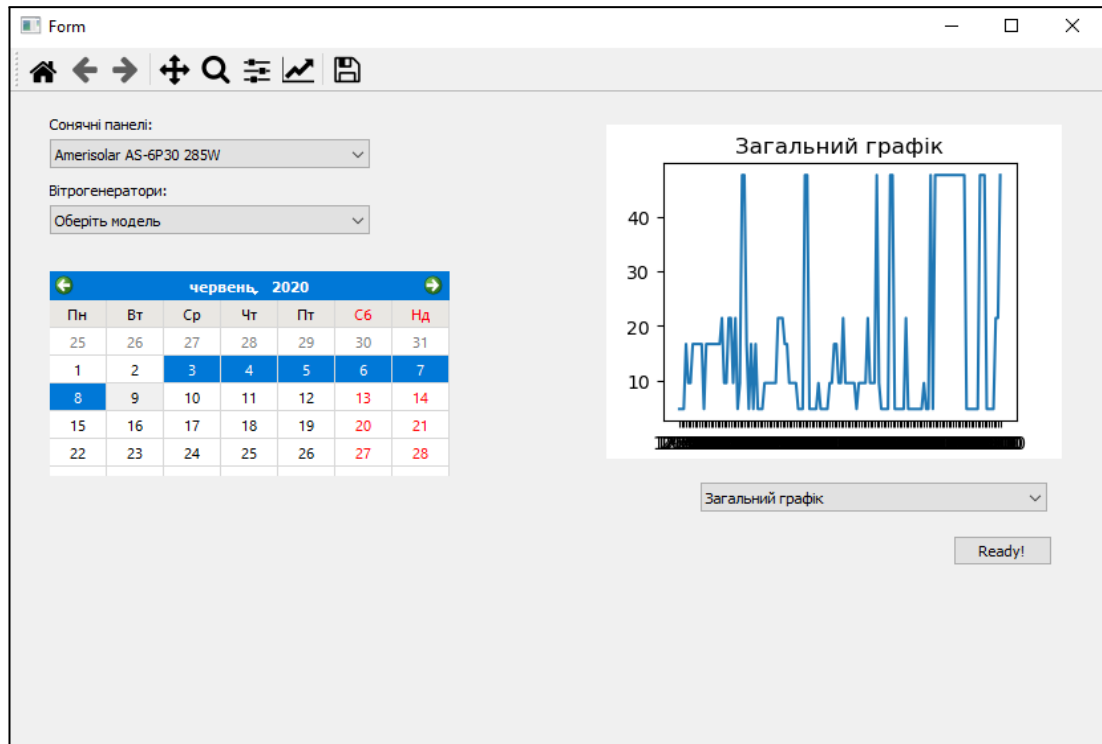 Form
Сонячні панелі:
Amerisolar AS-6P30 285W
Вітрогенератори:
Оберіть модель
червень, 2020
Пн Вт Ср Чт Пт Сб Нд
25 26 27 28 29 30 31
1 2 3 4 5 6 7
8 9 10 11 12 13 14
15 16 17 18 19 20 21
22 23 24 25 26 27 28
Загальний графік
40
30
20
10
Загальний графік
Ready!